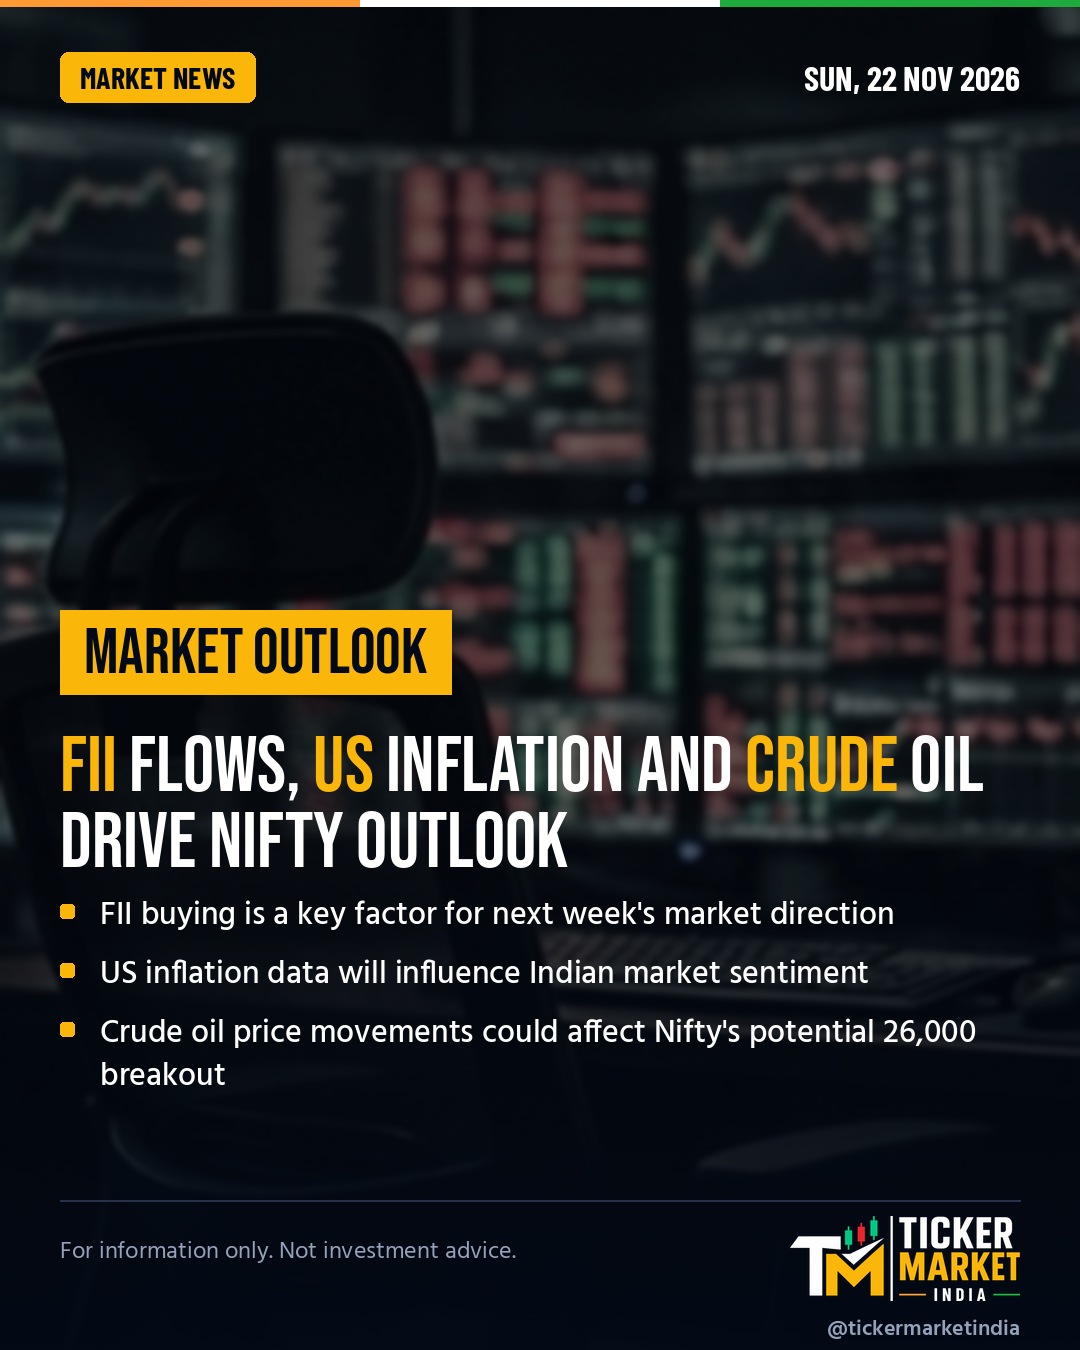 MARKET NEWS
SUN, 22 NOV 2026
MARKET OUTLOOK
FII FLOWS, US INFLATION AND CRUDE OIL
DRIVE NIFTY OUTLOOK
FII buying is a key factor for next week's market direction
US inflation data will influence Indian market sentiment
Crude oil price movements could affect Nifty's potential 26,000
breakout
For information only. Not investment advice.
TM
TICKER
MARKET
INDIA
@tickermarketindia